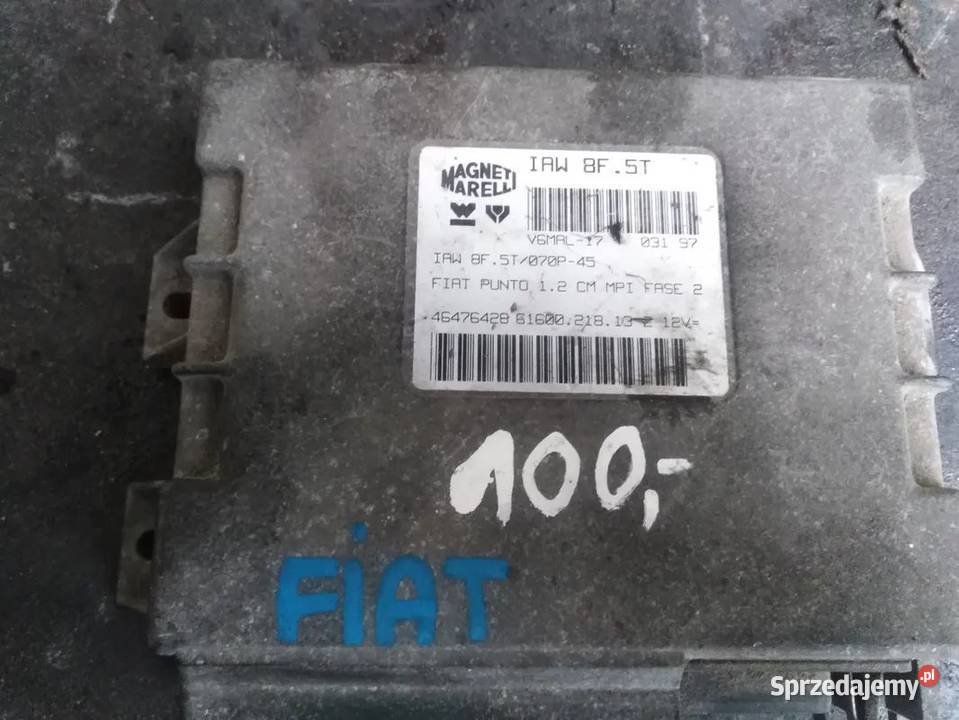 MAGNETI
MARELLI
IAW 8F.5T
V6MAL-17 031 97
IAW 8F.5T/070P-45
FIAT PUNTO 1.2 CM MPI FASE 2
46476428 61600.218.13 2 12V=
100,-
FiAT
Sprzedajemy.pl